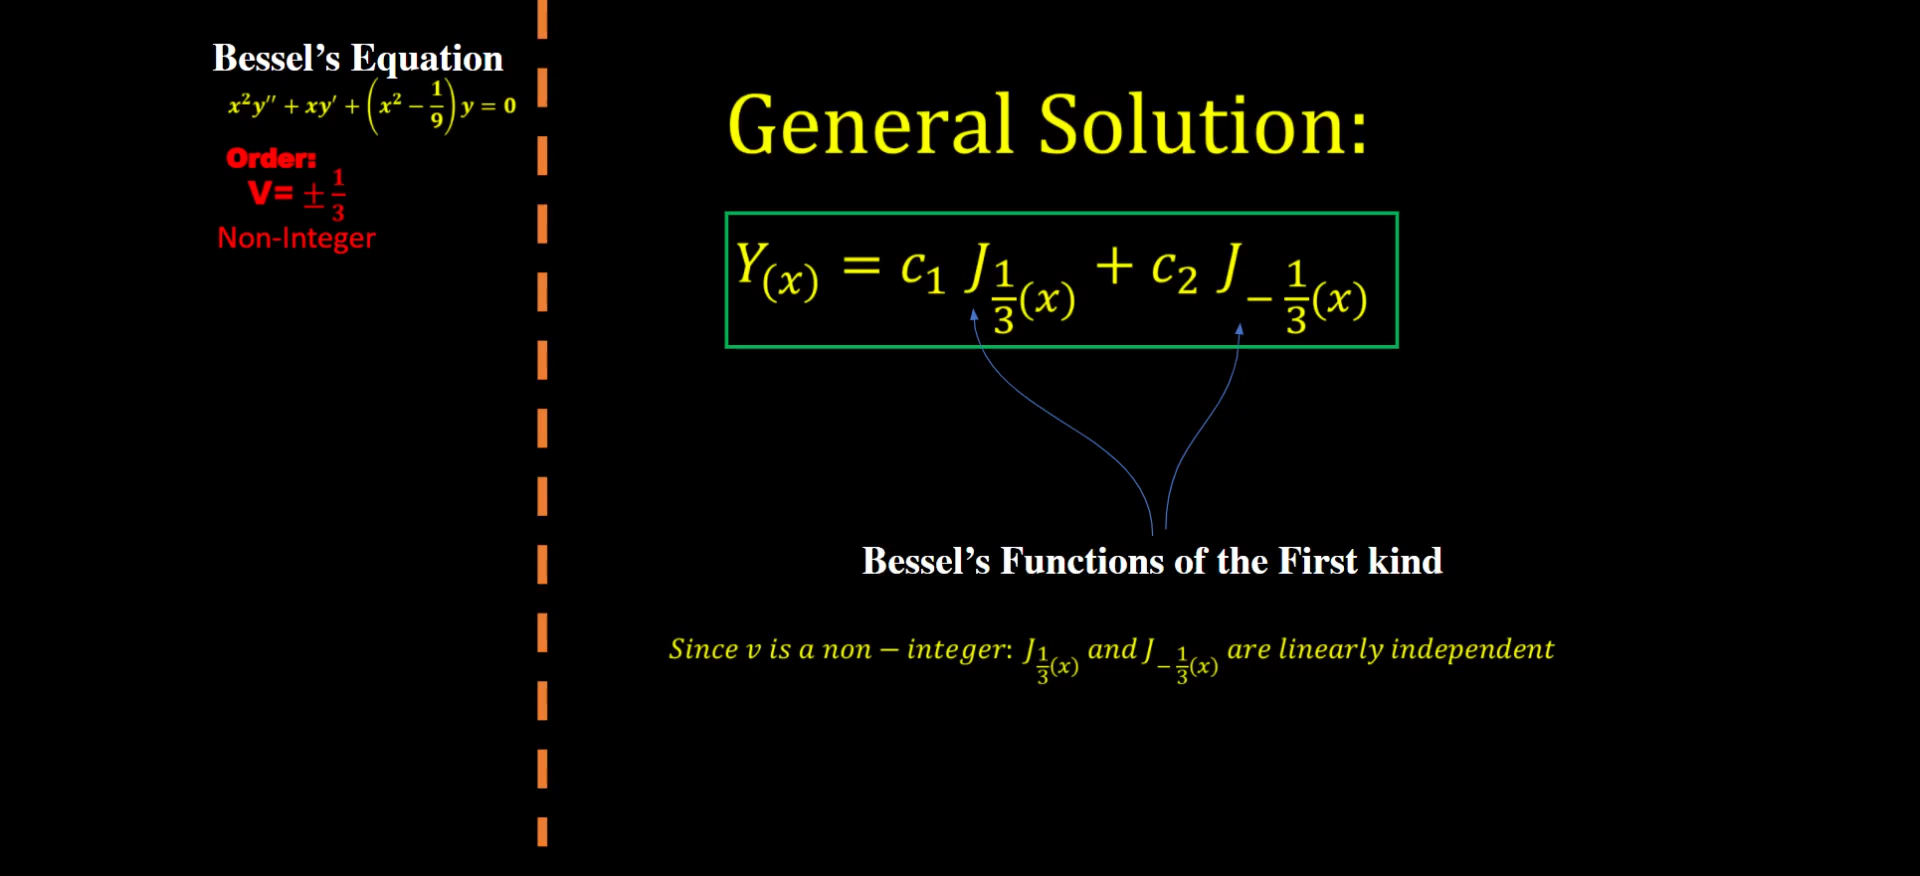 Bessel’s Equation
x²y′′ + xy′ + (x² − 1/9) y = 0
Order:
V= ± 1/3
Non-Integer
General Solution:
Y(x) = c₁ J1/3(x) + c₂ J−1/3(x)
Bessel’s Functions of the First kind
Since v is a non − integer: J1/3(x) and J−1/3(x) are linearly independent